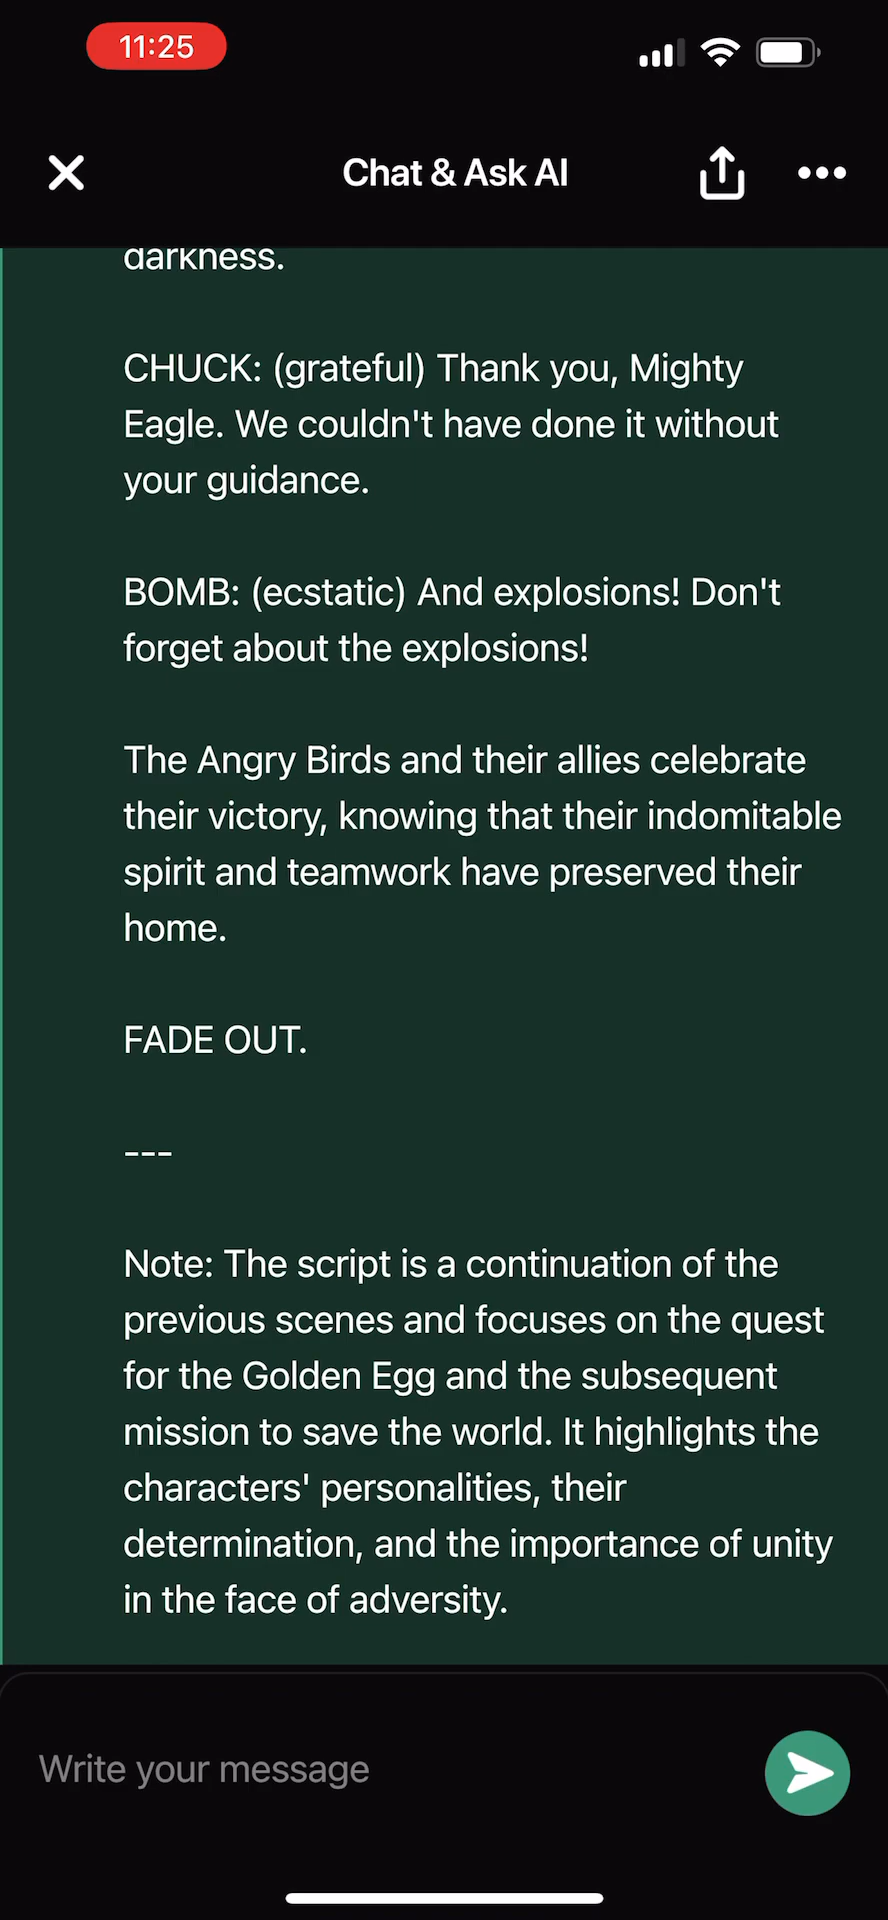 11:25
Chat & Ask AI
darkness.
CHUCK: (grateful) Thank you, Mighty
Eagle. We couldn't have done it without
your guidance.
BOMB: (ecstatic) And explosions! Don't
forget about the explosions!
The Angry Birds and their allies celebrate
their victory, knowing that their indomitable
spirit and teamwork have preserved their
home.
FADE OUT.
---
Note: The script is a continuation of the
previous scenes and focuses on the quest
for the Golden Egg and the subsequent
mission to save the world. It highlights the
characters' personalities, their
determination, and the importance of unity
in the face of adversity.
Write your message